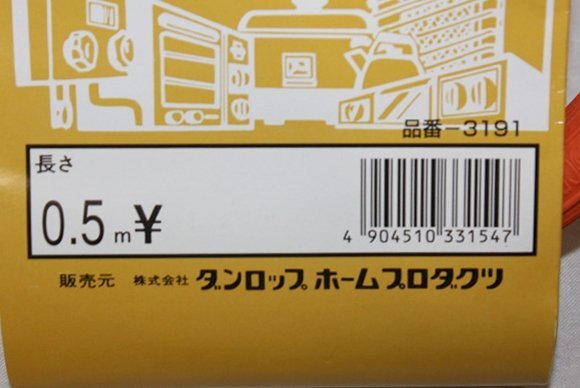 品番-3191
長さ
0.5m¥
4 904510 331547
販売元 株式会社 ダンロップ ホームプロダクツ